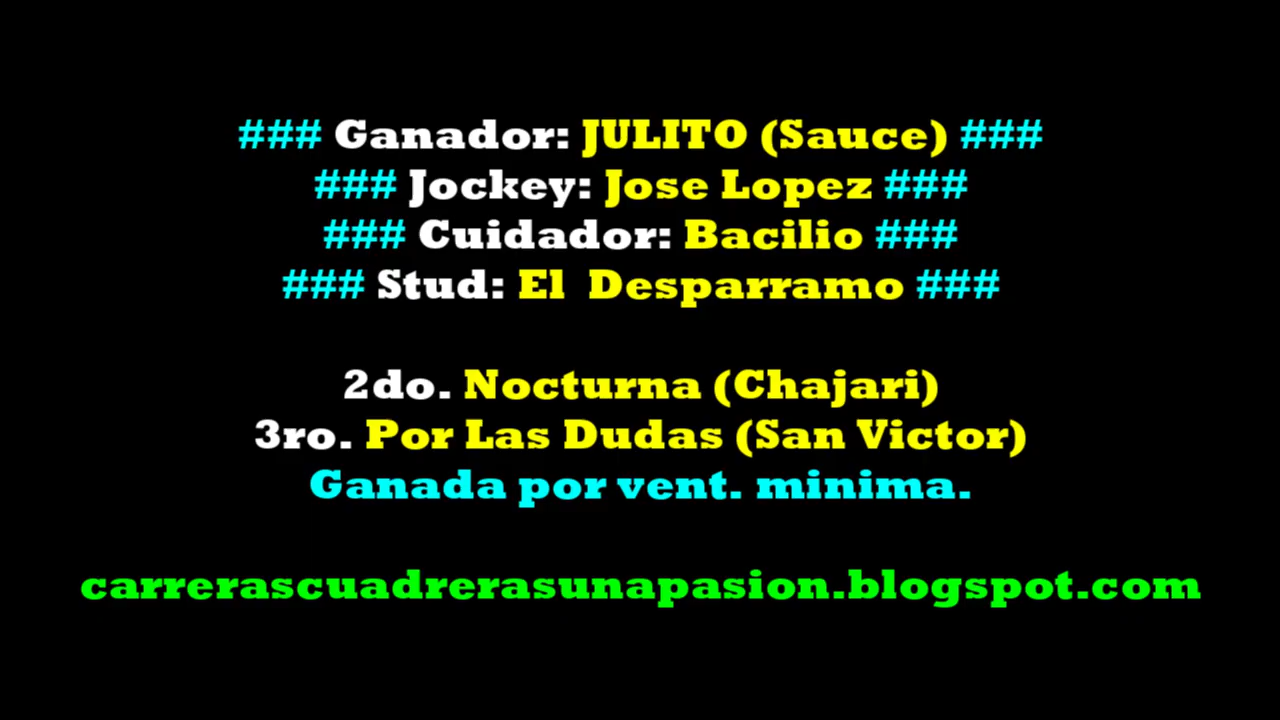 ### Ganador: JULITO (Sauce) ###
### Jockey: Jose Lopez ###
### Cuidador: Bacilio ###
### Stud: El  Desparramo ###
2do. Nocturna (Chajari)
3ro. Por Las Dudas (San Victor)
Ganada por vent. minima.
carrerascuadrerasunapasion.blogspot.com